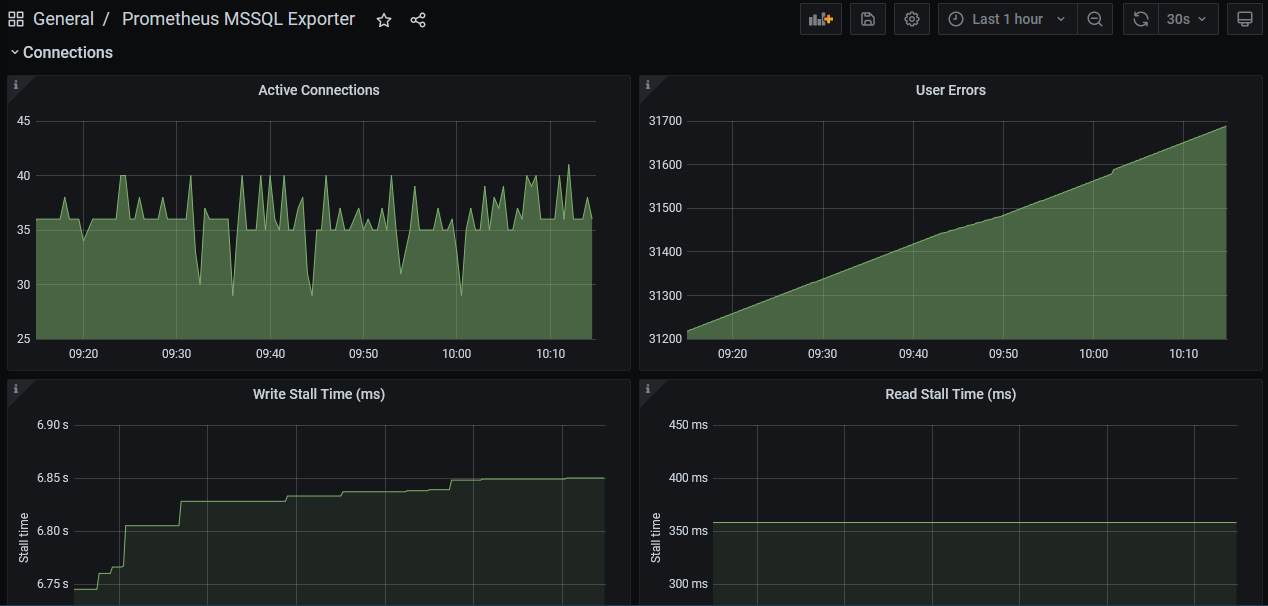 General / Prometheus MSSQL Exporter
Last 1 hour
30s
Connections
i
Active Connections
45
40
35
30
25
09:20 09:30 09:40 09:50 10:00 10:10
i
User Errors
31700
31600
31500
31400
31300
31200
09:20 09:30 09:40 09:50 10:00 10:10
i
Write Stall Time (ms)
Stall time
6.90 s
6.85 s
6.80 s
6.75 s
i
Read Stall Time (ms)
Stall time
450 ms
400 ms
350 ms
300 ms